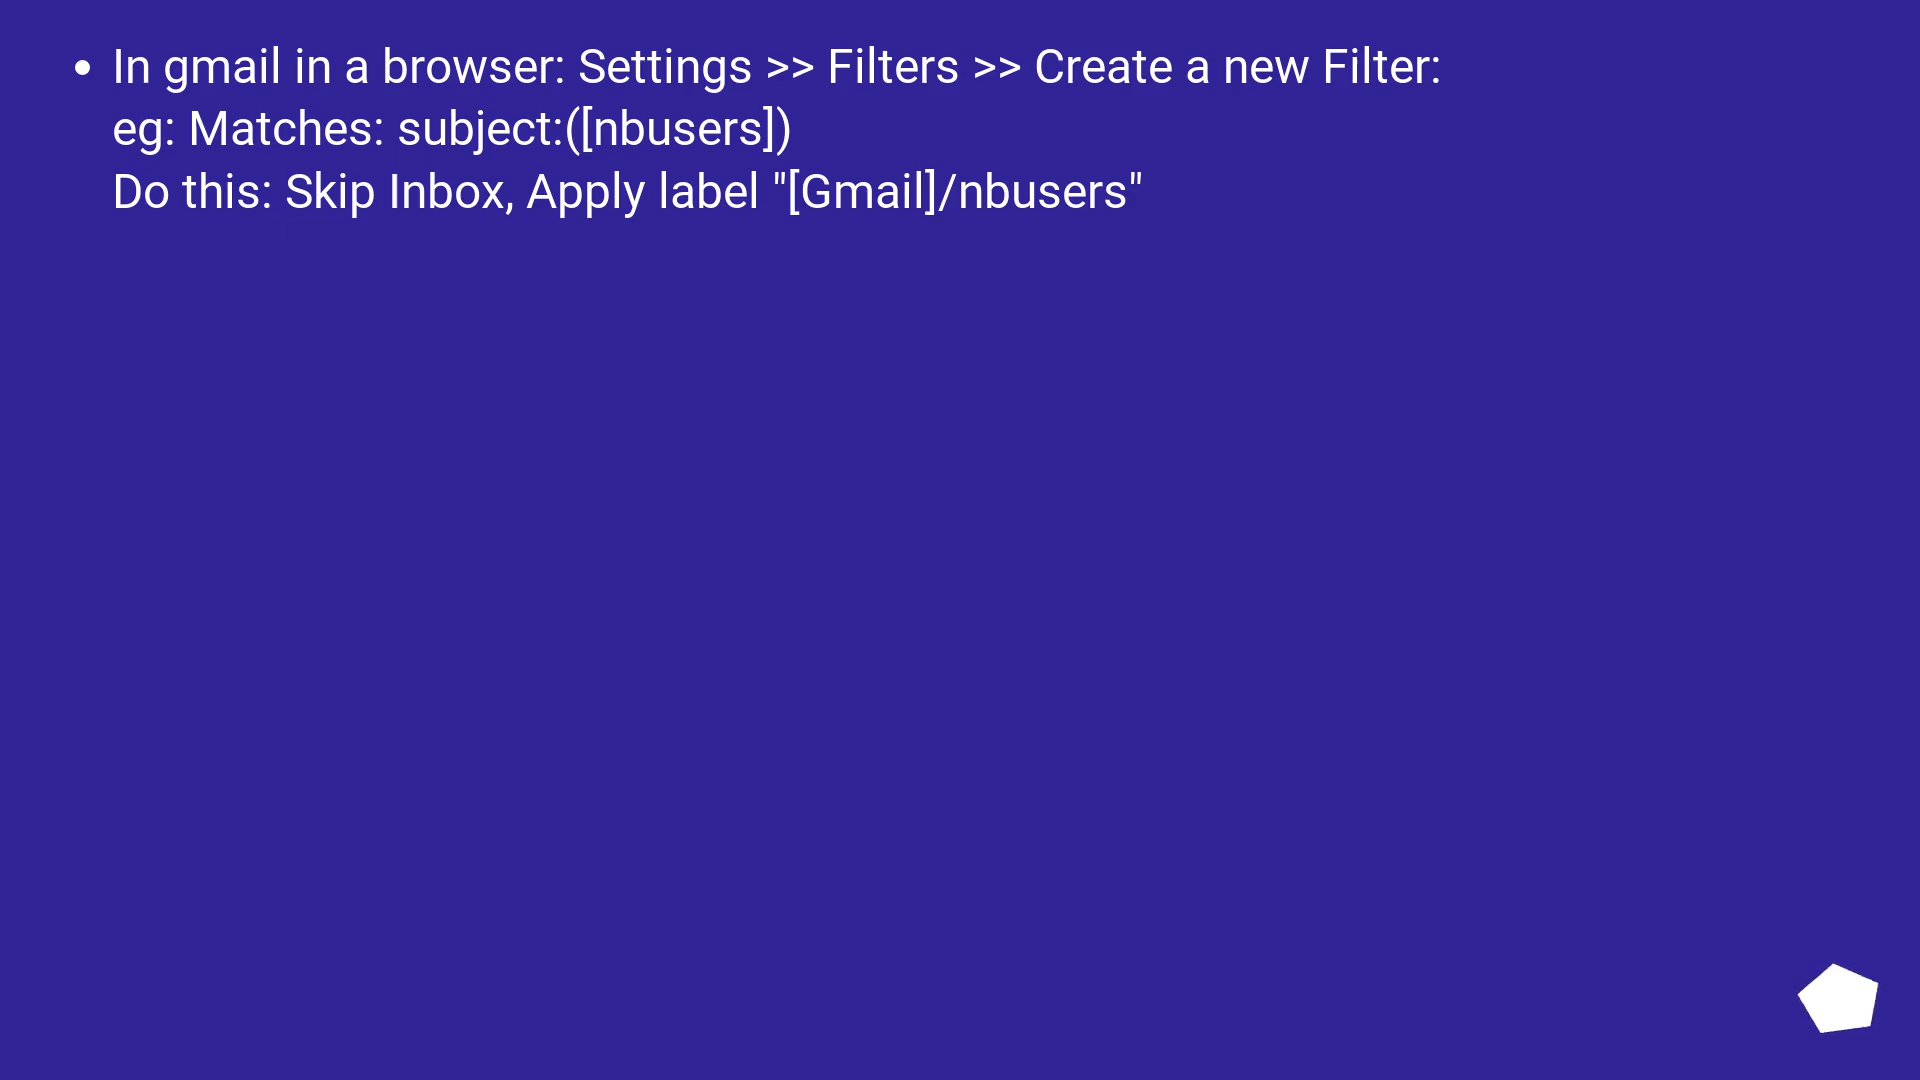 • In gmail in a browser: Settings >> Filters >> Create a new Filter:
eg: Matches: subject:([nbusers])
Do this: Skip Inbox, Apply label "[Gmail]/nbusers"